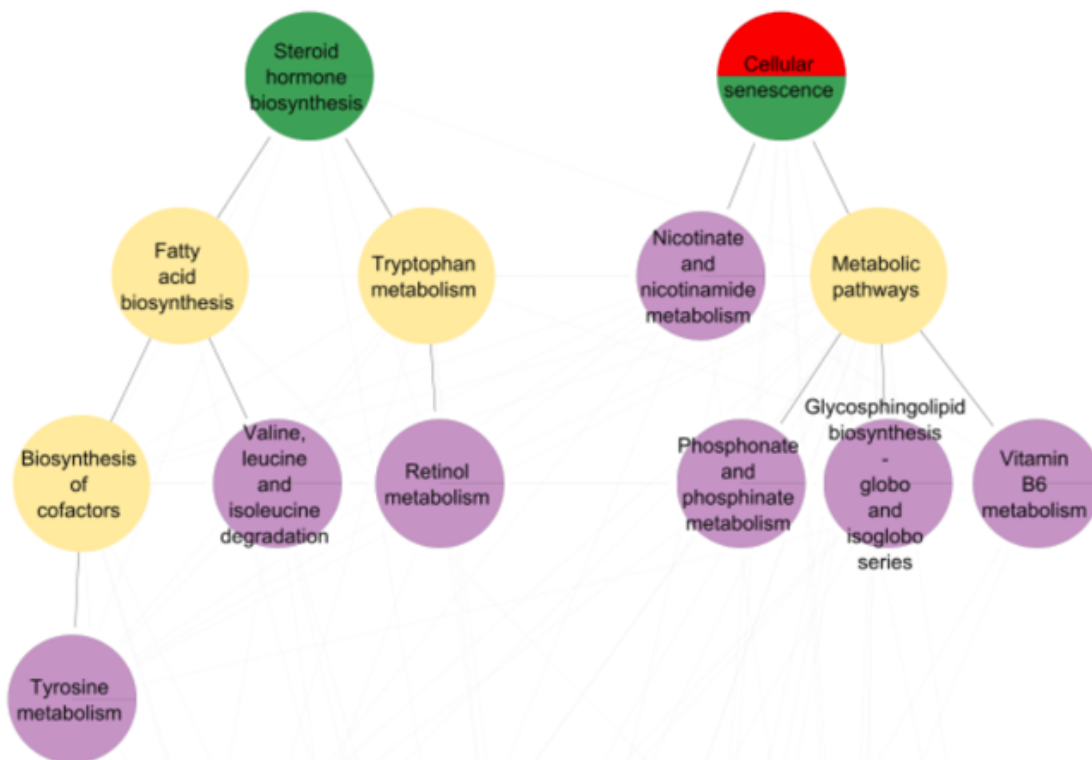 Steroid
hormone
biosynthesis
Cellular
senescence
Fatty
acid
biosynthesis
Tryptophan
metabolism
Nicotinate
and
nicotinamide
metabolism
Metabolic
pathways
Biosynthesis
of
cofactors
Valine,
leucine
and
isoleucine
degradation
Retinol
metabolism
Phosphonate
and
phosphinate
metabolism
Glycosphingolipid
biosynthesis
-
globo
and
isoglobo
series
Vitamin
B6
metabolism
Tyrosine
metabolism